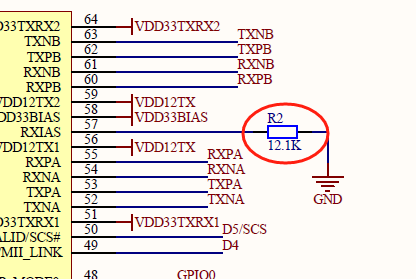 D33TXRX2 64 VDD33TXRX2
TXNB 63 TXNB
TXPB 62 TXPB
RXNB 61 RXNB
RXPB 60 RXPB
VDD12TX2 59 VDD12TX
DD33BIAS 58 VDD33BIAS
RXIAS 57 R2
12.1K
VDD12TX1 56 VDD12TX
RXPA 55 RXPA
RXNA 54 RXNA
TXPA 53 TXPA
TXNA 52 TXNA
GND
D33TXRX1 51 VDD33TXRX1
ALID/SCS# 50 D5/SCS
MII_LINK 49 D4
48 GPIO0